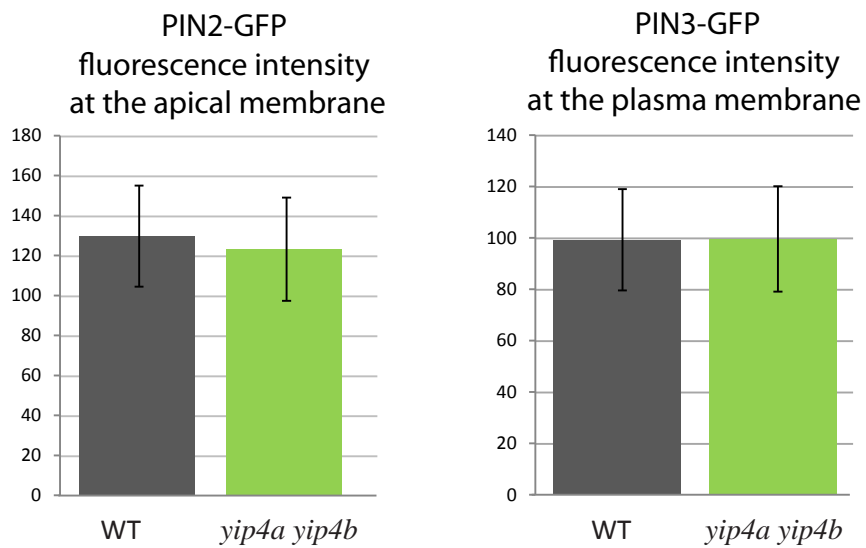 PIN2-GFP
fluorescence intensity
at the apical membrane
180
160
140
120
100
80
60
40
20
0
WT yip4a yip4b
PIN3-GFP
fluorescence intensity
at the plasma membrane
140
120
100
80
60
40
20
0
WT yip4a yip4b